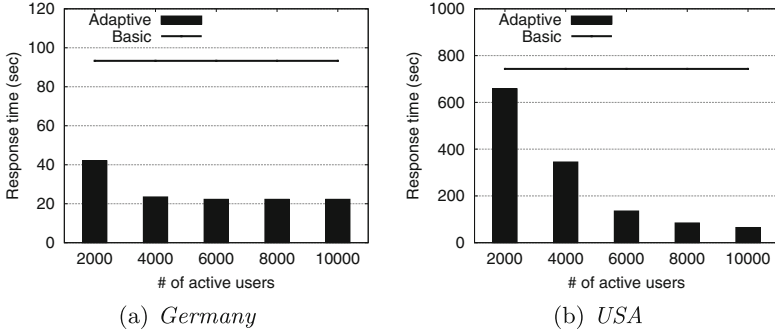 120
100
80
60
40
20
0
Response time (sec)
Adaptive
Basic
2000 4000 6000 8000 10000
# of active users
(a) Germany
1000
800
600
400
200
0
Response time (sec)
Adaptive
Basic
2000 4000 6000 8000 10000
# of active users
(b) USA